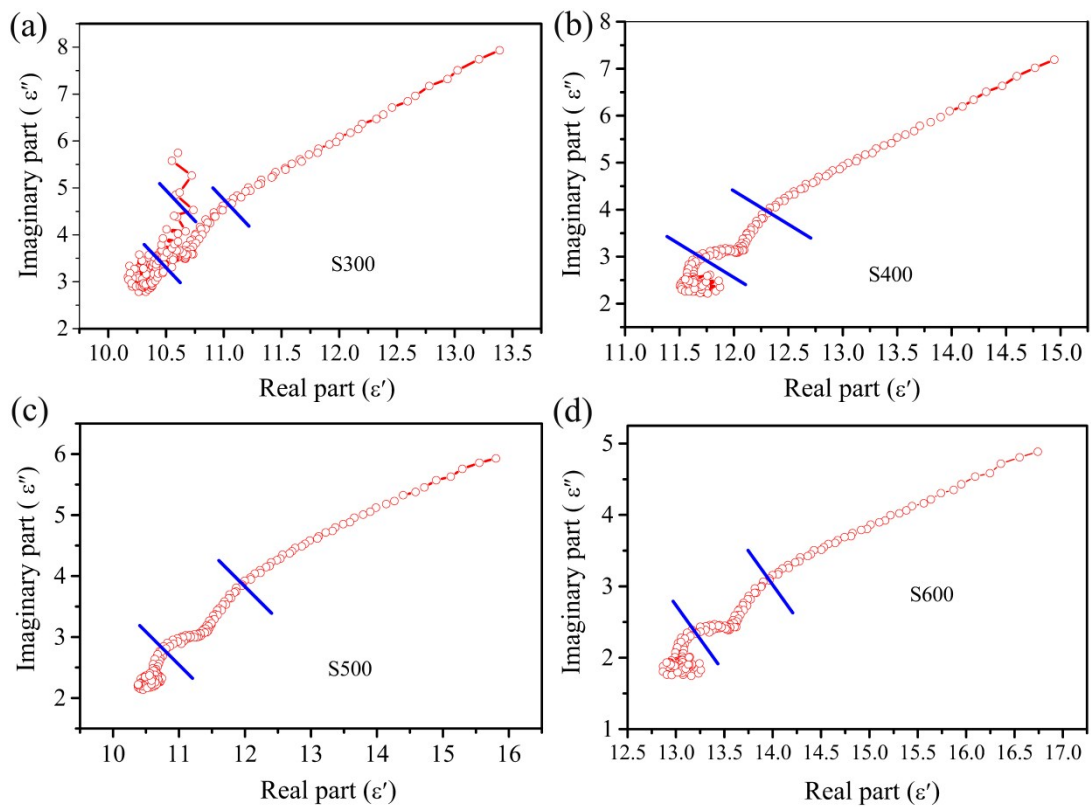 (a)
8
7
6
5
4
3
2
Imaginary part ( ε″)
S300
10.0 10.5 11.0 11.5 12.0 12.5 13.0 13.5
Real part (ε′)
(b)
8
7
6
5
4
3
2
Imaginary part ( ε″)
S400
11.0 11.5 12.0 12.5 13.0 13.5 14.0 14.5 15.0
Real part (ε′)
(c)
6
5
4
3
2
Imaginary part ( ε″)
S500
10 11 12 13 14 15 16
Real part (ε′)
(d)
5
4
3
2
1
Imaginary part ( ε″)
S600
12.5 13.0 13.5 14.0 14.5 15.0 15.5 16.0 16.5 17.0
Real part (ε′)